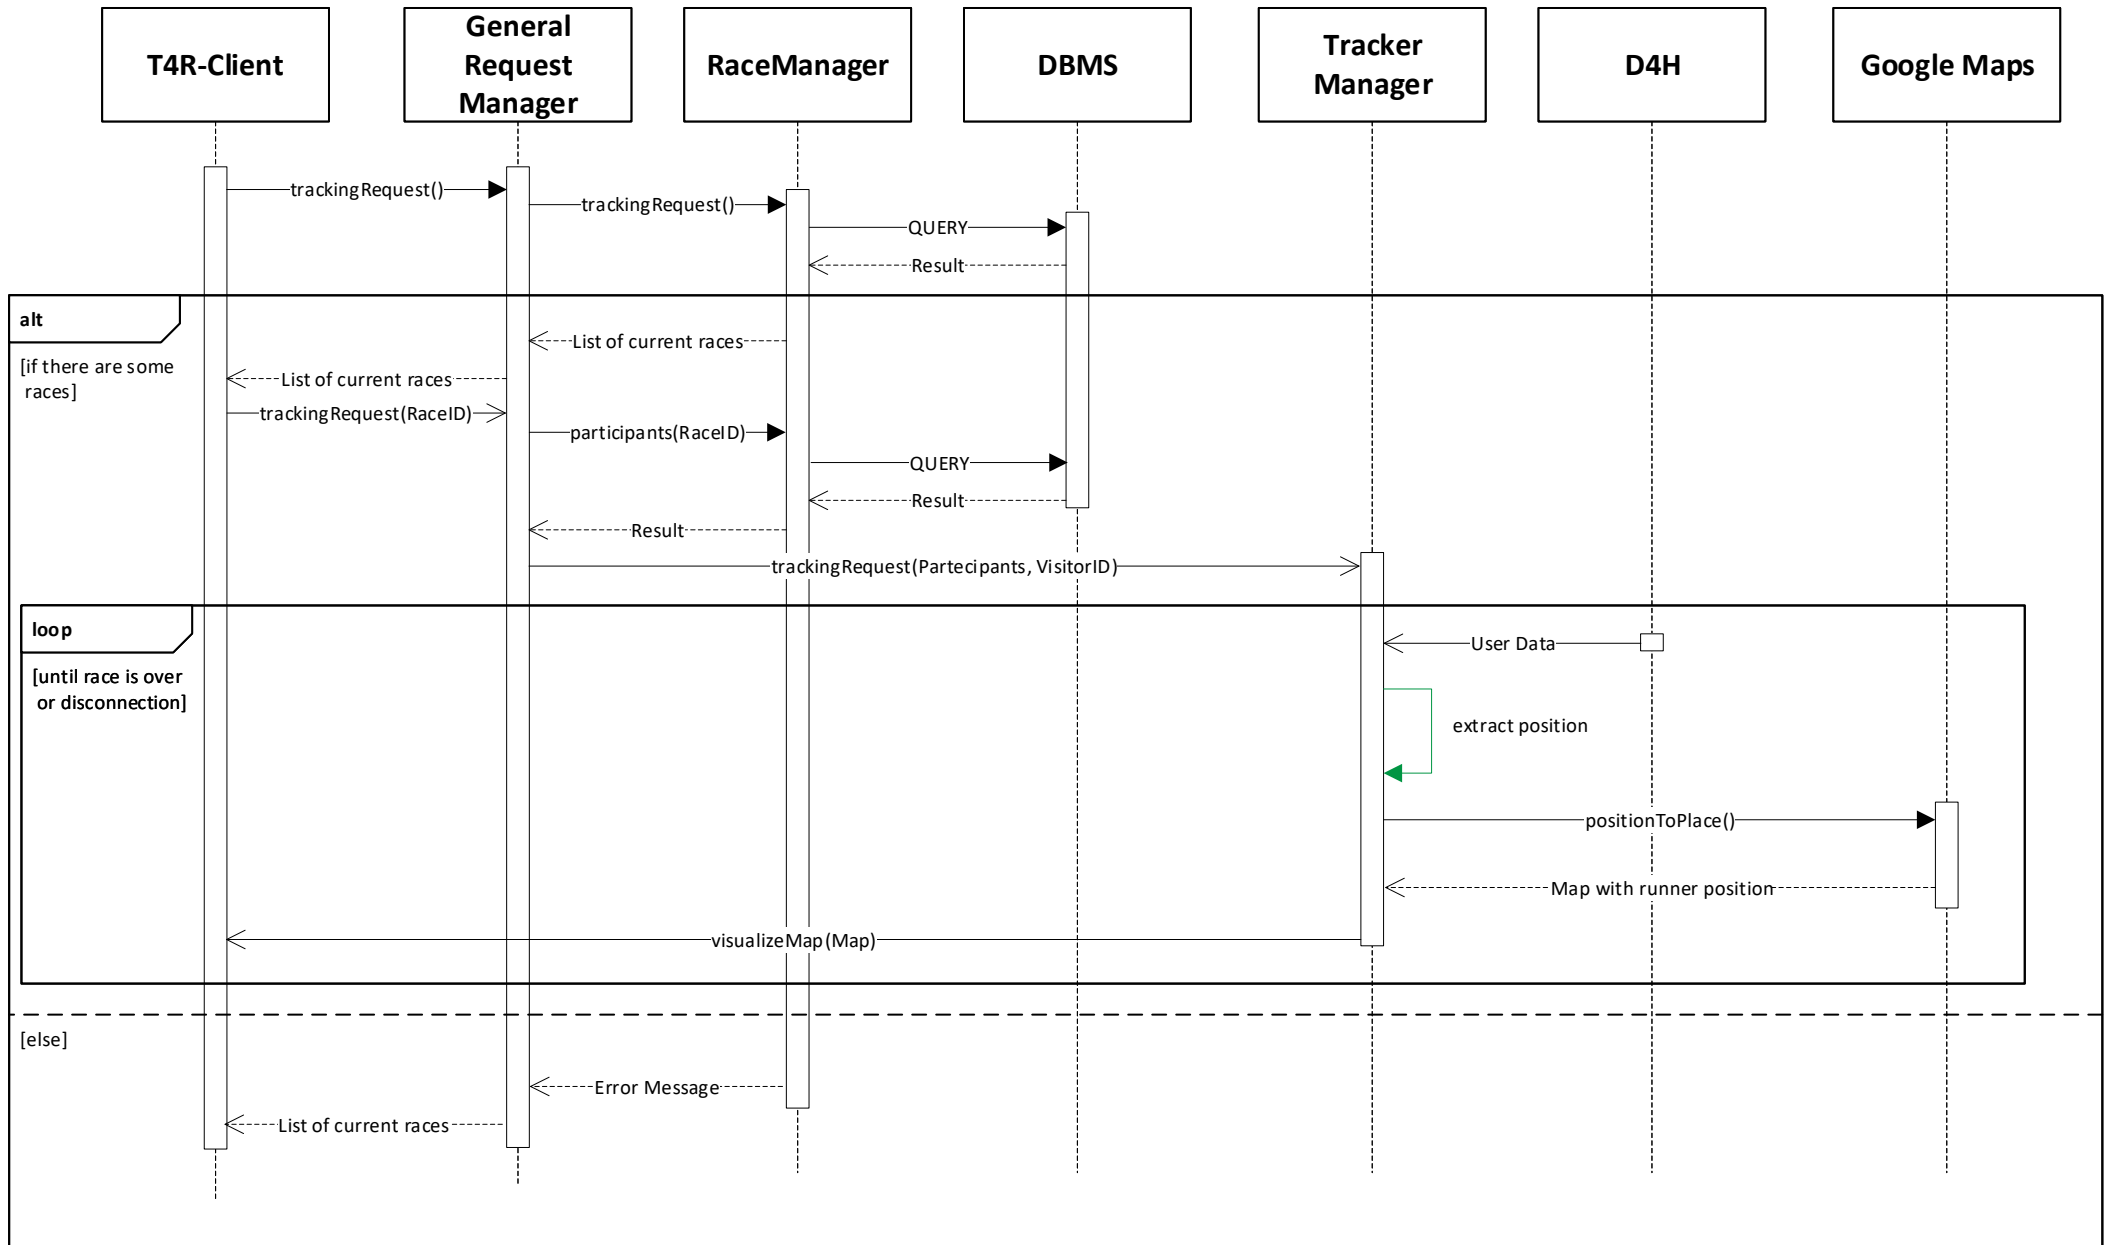 T4R-Client
General
Request
Manager
RaceManager
DBMS
Tracker
Manager
D4H
Google Maps
trackingRequest()
trackingRequest()
QUERY
Result
alt
[if there are some
races]
List of current races
List of current races
trackingRequest(RaceID)
participants(RaceID)
QUERY
Result
Result
trackingRequest(Partecipants, VisitorID)
loop
[until race is over
or disconnection]
User Data
extract position
positionToPlace()
Map with runner position
visualizeMap(Map)
[else]
Error Message
List of current races